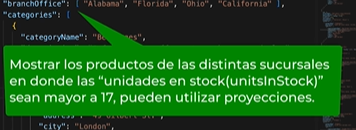 "branchOffice": [ "Alabama", "Florida", "Ohio", "California" ],
"categories": [
{
"categoryName":
Mostrar los productos de las distintas sucursales
en donde las “unidades en stock(unitsInStock)”
sean mayor a 17, pueden utilizar proyecciones.
"city": "London",